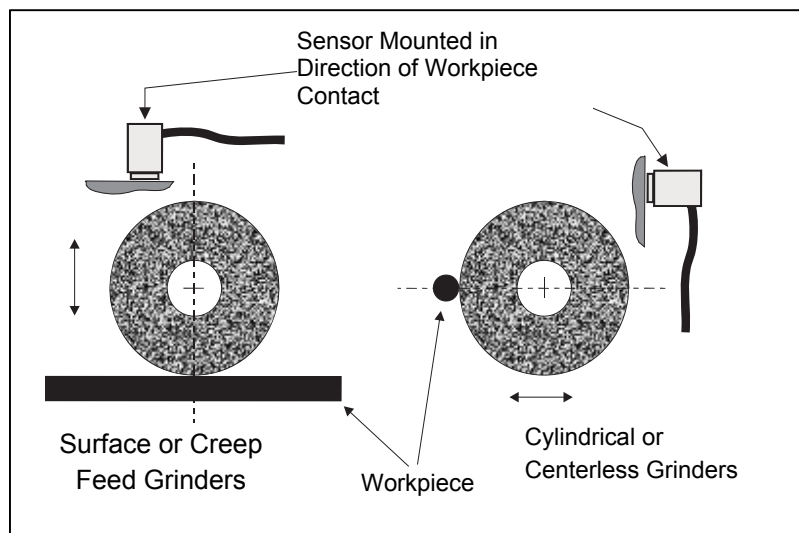 Sensor Mounted in
Direction of Workpiece
Contact
Surface or Creep
Feed Grinders
Workpiece
Cylindrical or
Centerless Grinders